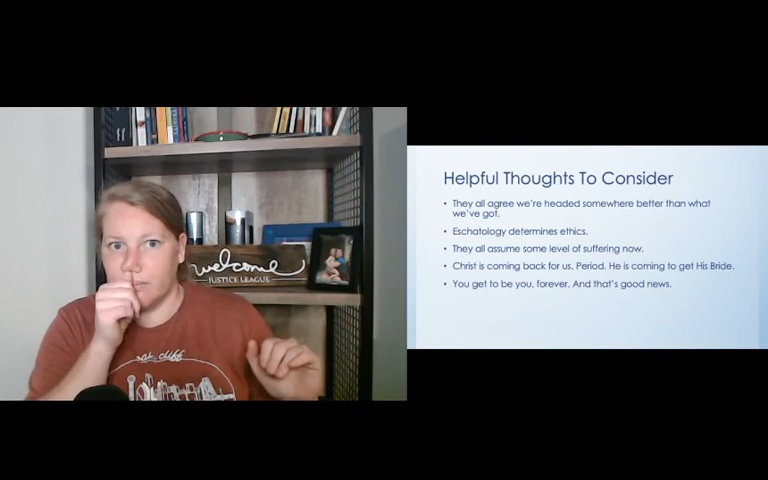 welcome
JUSTICE LEAGUE
Helpful Thoughts To Consider
• They all agree we're headed somewhere better than what
we've got.
• Eschatology determines ethics.
• They all assume some level of suffering now.
• Christ is coming back for us. Period. He is coming to get His Bride.
• You get to be you, forever. And that's good news.